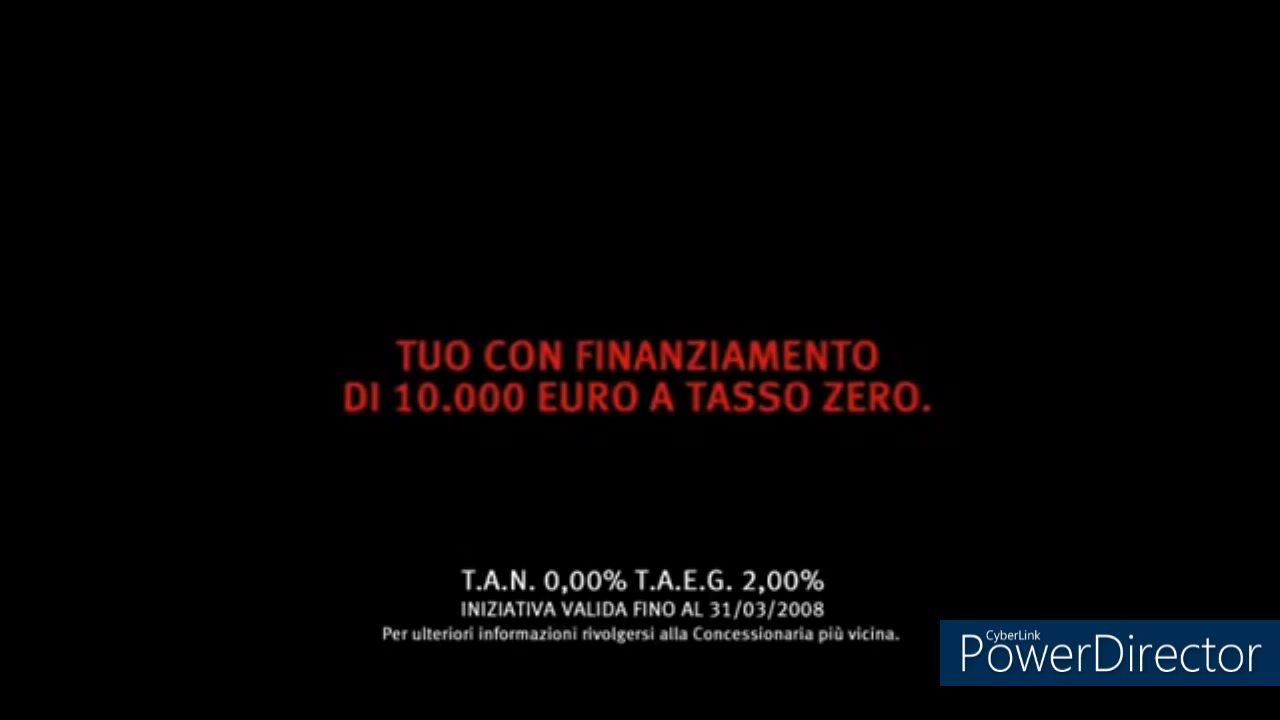 TUO CON FINANZIAMENTO
DI 10.000 EURO A TASSO ZERO.
T.A.N. 0,00% T.A.E.G. 2,00%
INIZIATIVA VALIDA FINO AL 31/03/2008
Per ulteriori informazioni rivolgersi alla Concessionaria più vicina.
CyberLink
PowerDirector